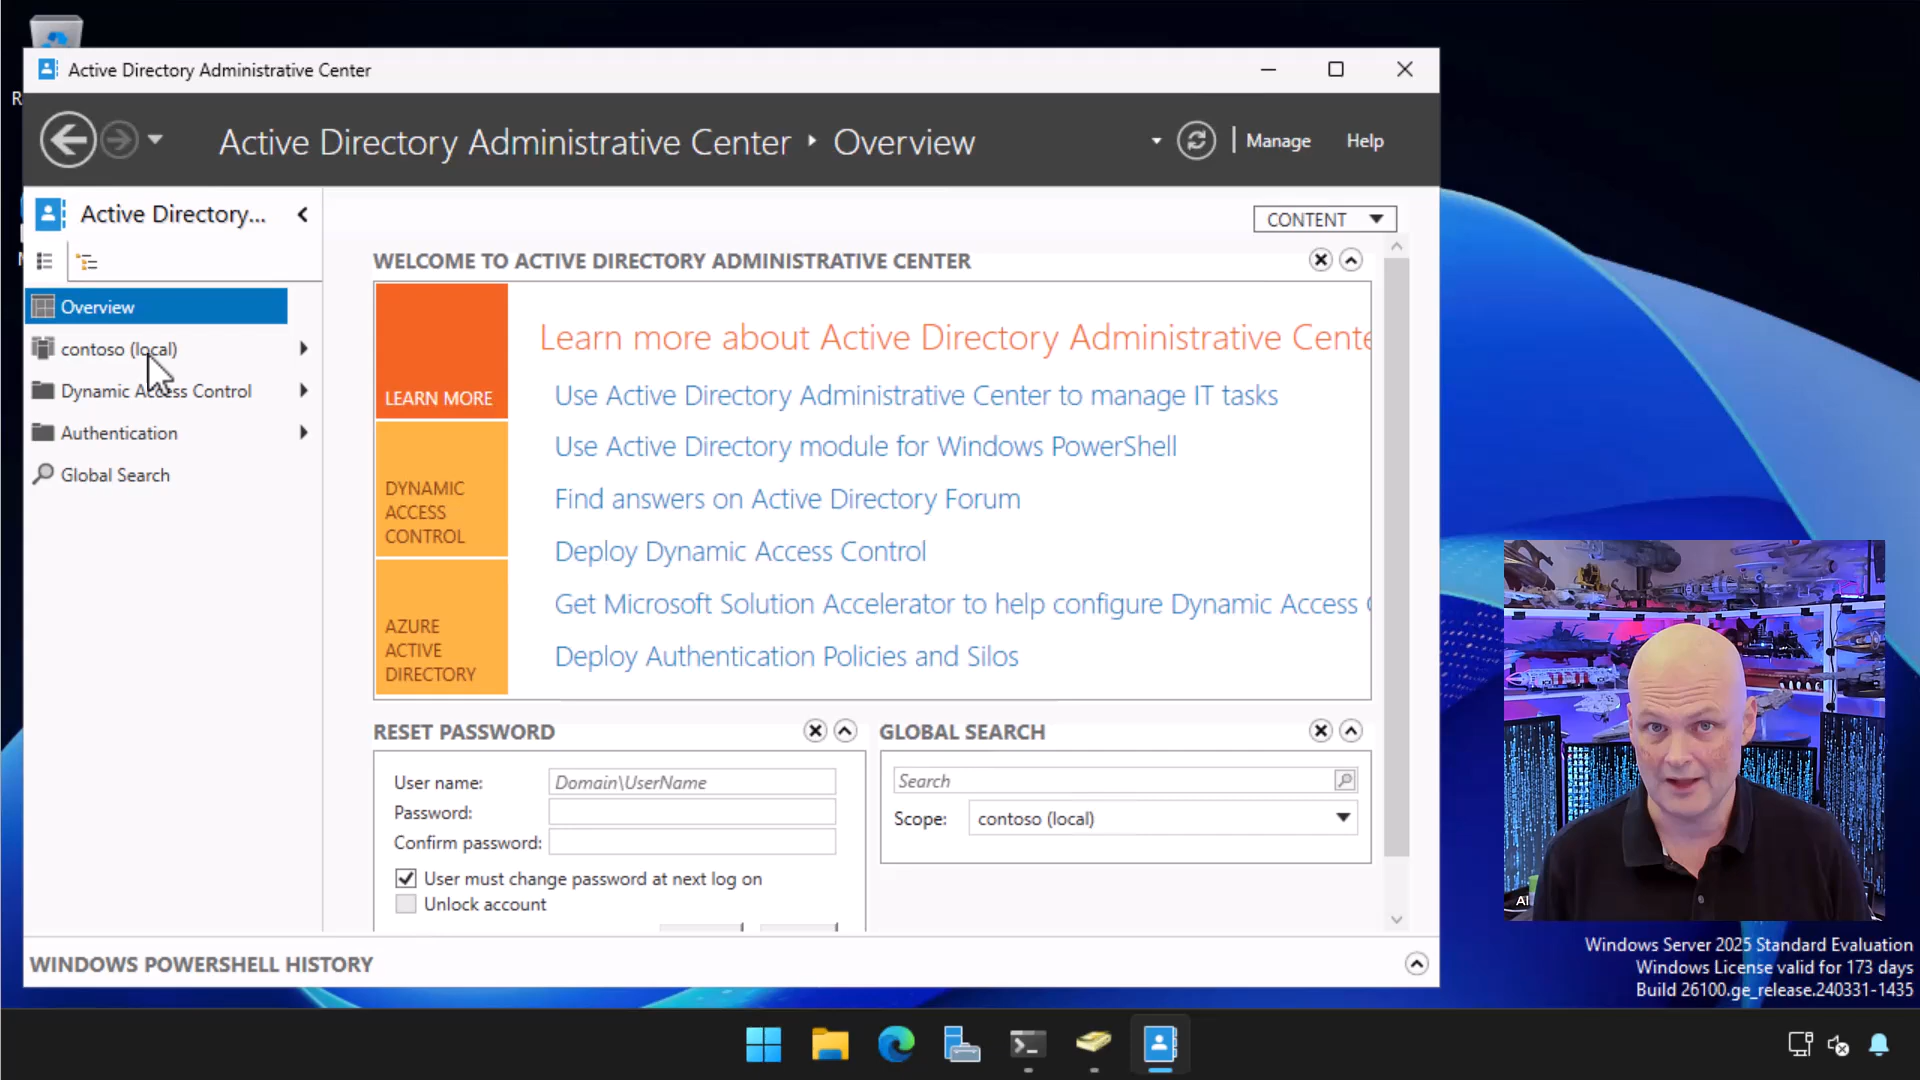 R
Active Directory Administrative Center
Active Directory Administrative Center • Overview
Manage
Help
Active Directory...
Overview
contoso (local)
Dynamic Access Control
Authentication
Global Search
CONTENT
WELCOME TO ACTIVE DIRECTORY ADMINISTRATIVE CENTER
LEARN MORE
DYNAMIC
ACCESS
CONTROL
AZURE
ACTIVE
DIRECTORY
Learn more about Active Directory Administrative Cente
Use Active Directory Administrative Center to manage IT tasks
Use Active Directory module for Windows PowerShell
Find answers on Active Directory Forum
Deploy Dynamic Access Control
Get Microsoft Solution Accelerator to help configure Dynamic Access
Deploy Authentication Policies and Silos
RESET PASSWORD
User name:
Domain\UserName
Password:
Confirm password:
User must change password at next log on
Unlock account
GLOBAL SEARCH
Search
Scope:
contoso (local)
WINDOWS POWERSHELL HISTORY
Windows Server 2025 Standard Evaluation
Windows License valid for 173 days
Build 26100.ge_release.240331-1435